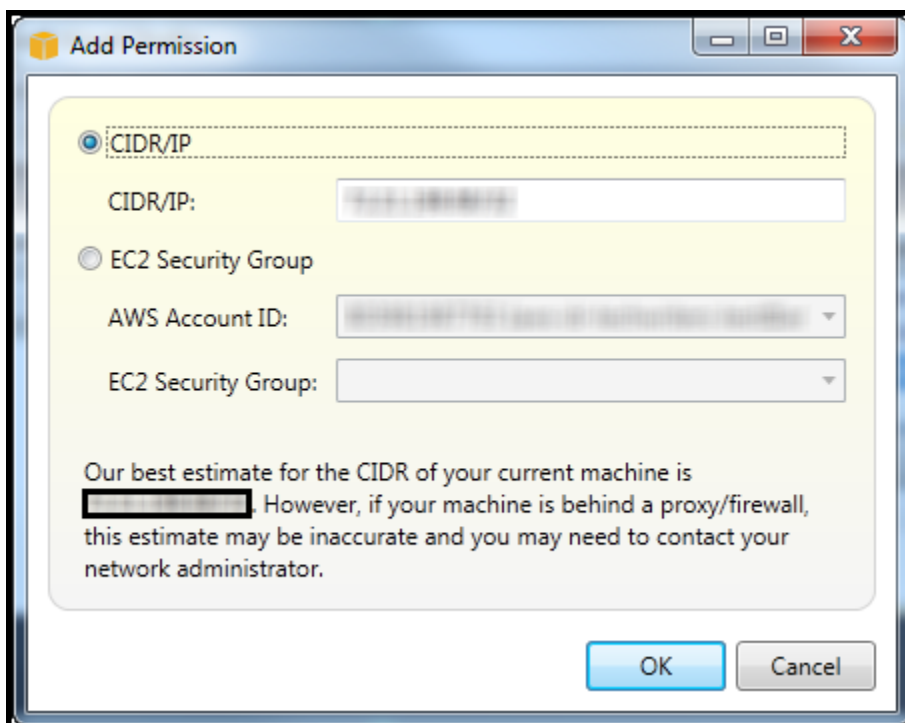 Add Permission
CIDR/IP
CIDR/IP:
EC2 Security Group
AWS Account ID:
EC2 Security Group:
Our best estimate for the CIDR of your current machine is
. However, if your machine is behind a proxy/firewall,
this estimate may be inaccurate and you may need to contact your
network administrator.
OK Cancel